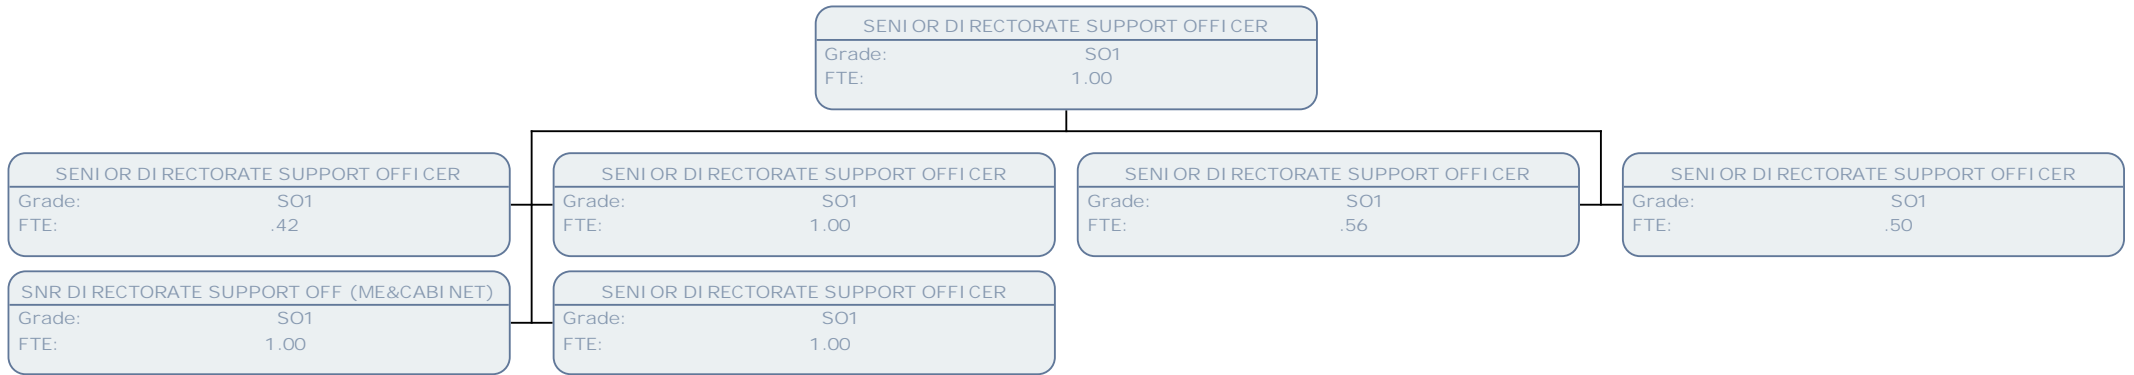 SENIOR DIRECTORATE SUPPORT OFFICER
Grade: SO1
FTE: 1.00
SENIOR DIRECTORATE SUPPORT OFFICER
Grade: SO1
FTE: .42
SENIOR DIRECTORATE SUPPORT OFFICER
Grade: SO1
FTE: 1.00
SENIOR DIRECTORATE SUPPORT OFFICER
Grade: SO1
FTE: .56
SENIOR DIRECTORATE SUPPORT OFFICER
Grade: SO1
FTE: .50
SNR DIRECTORATE SUPPORT OFF (ME&CABINET)
Grade: SO1
FTE: 1.00
SENIOR DIRECTORATE SUPPORT OFFICER
Grade: SO1
FTE: 1.00